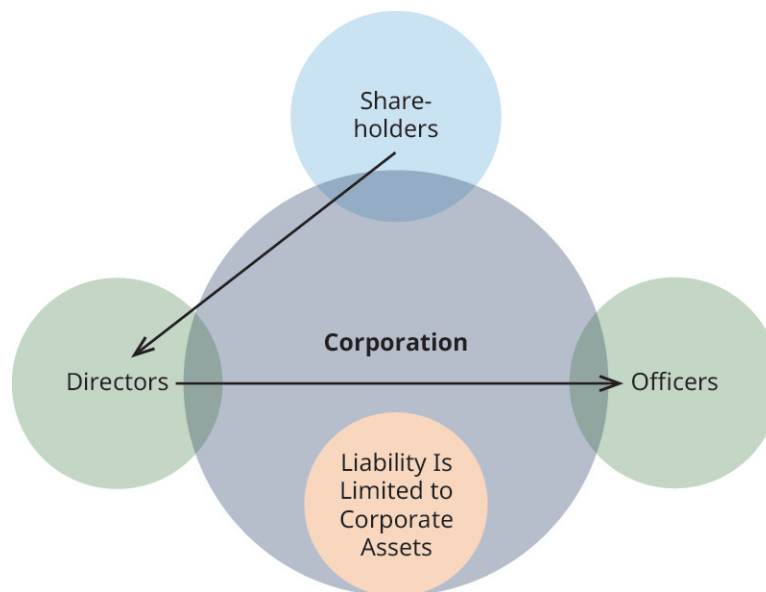 Share-
holders
Corporation
Directors
Officers
Liability Is
Limited to
Corporate
Assets